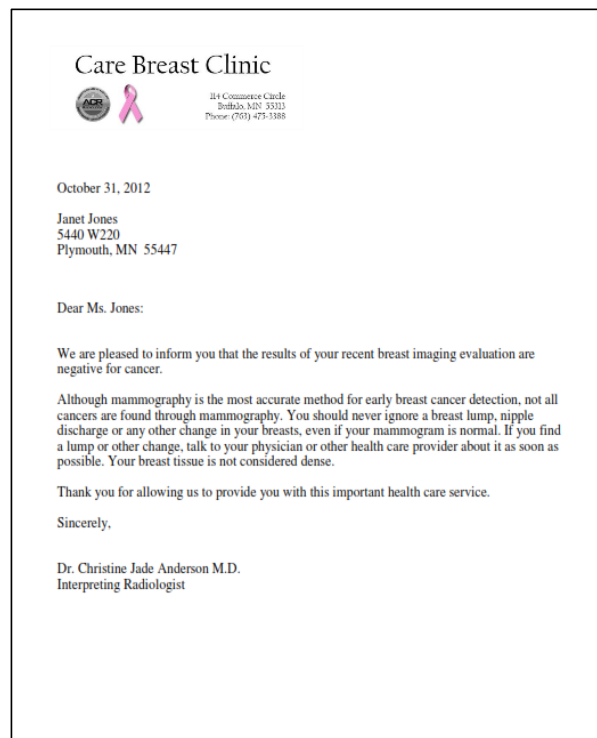 Care Breast Clinic
ACR
114 Commerce Circle
Buffalo, MN 55313
Phone: (763) 475-3388
October 31, 2012
Janet Jones
5440 W220
Plymouth, MN 55447
Dear Ms. Jones:
We are pleased to inform you that the results of your recent breast imaging evaluation are
negative for cancer.
Although mammography is the most accurate method for early breast cancer detection, not all
cancers are found through mammography. You should never ignore a breast lump, nipple
discharge or any other change in your breasts, even if your mammogram is normal. If you find
a lump or other change, talk to your physician or other health care provider about it as soon as
possible. Your breast tissue is not considered dense.
Thank you for allowing us to provide you with this important health care service.
Sincerely,
Dr. Christine Jade Anderson M.D.
Interpreting Radiologist